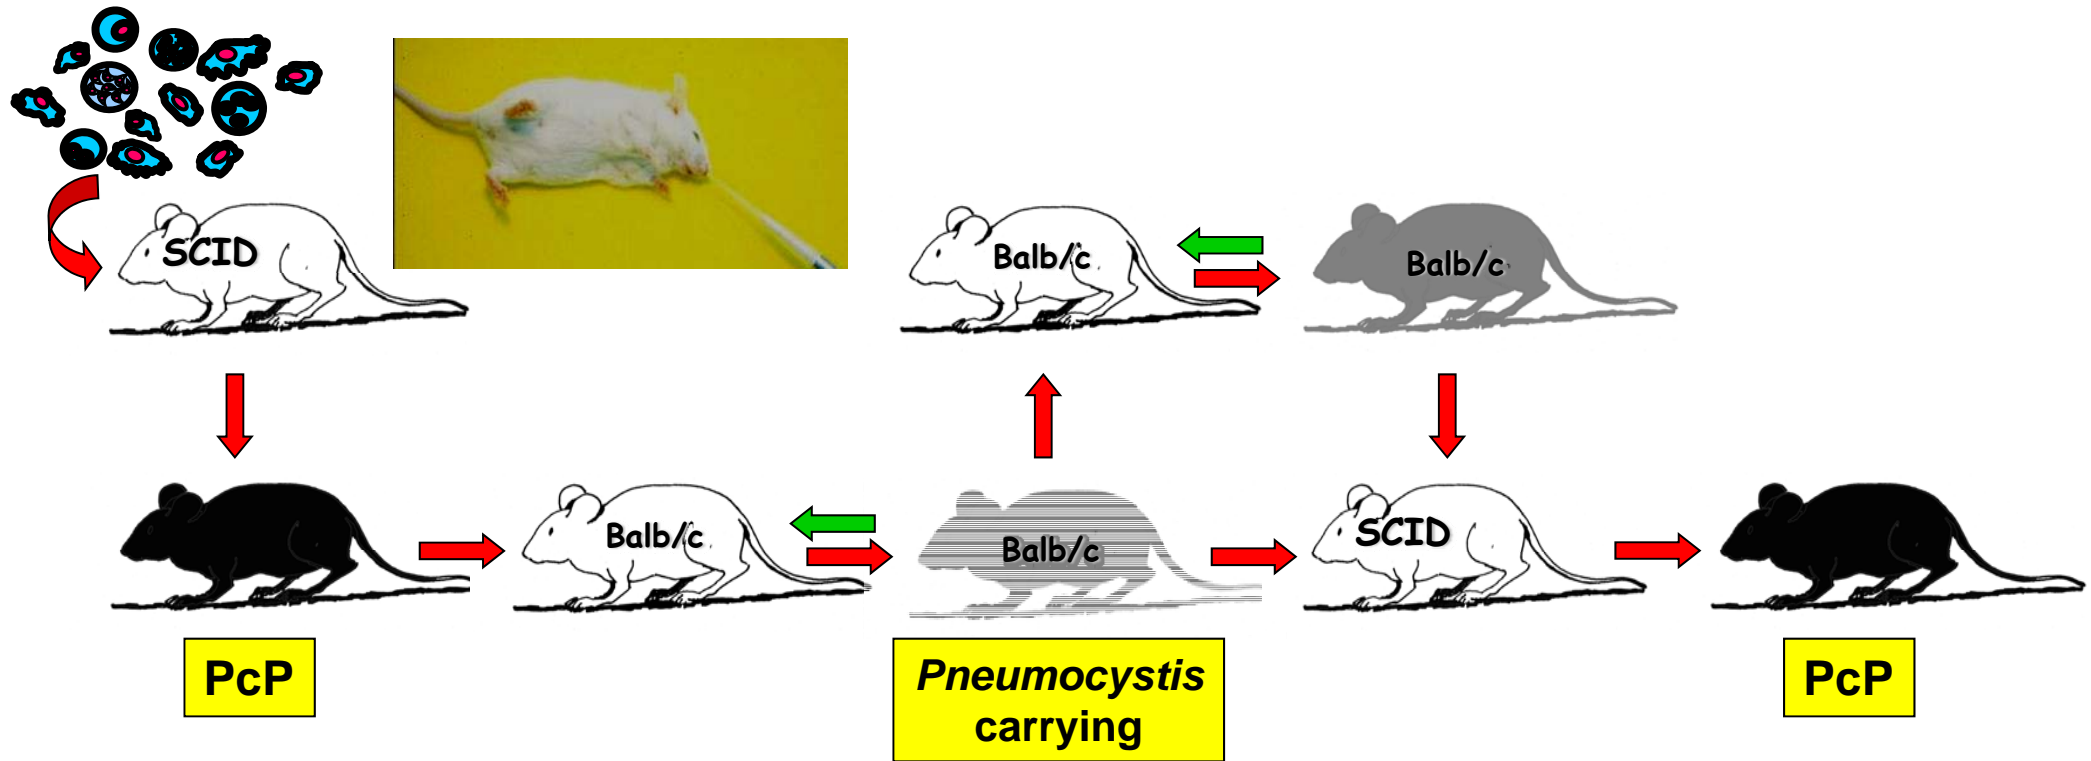 SCID
Balb/c
Balb/c
Balb/c
Balb/c
SCID
PcP
Pneumocystis
carrying
PcP